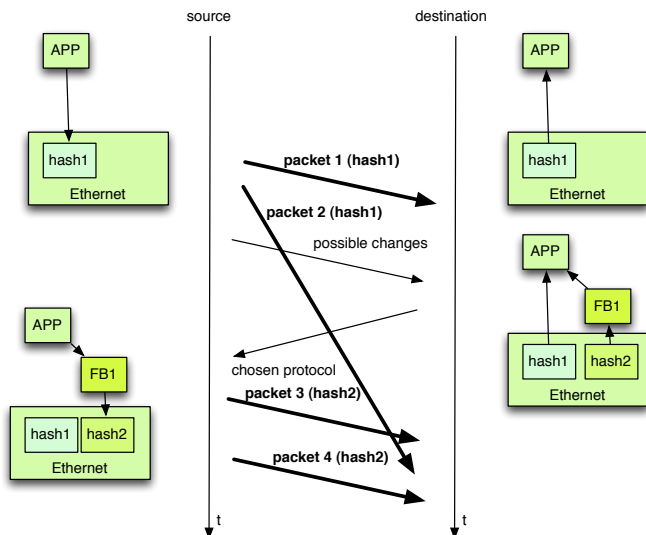 source
destination
APP
APP
hash1
Ethernet
packet 1 (hash1)
packet 2 (hash1)
hash1
Ethernet
possible changes
APP
FB1
hash1
hash2
Ethernet
APP
FB1
hash1
hash2
Ethernet
chosen protocol
packet 3 (hash2)
packet 4 (hash2)
t
t